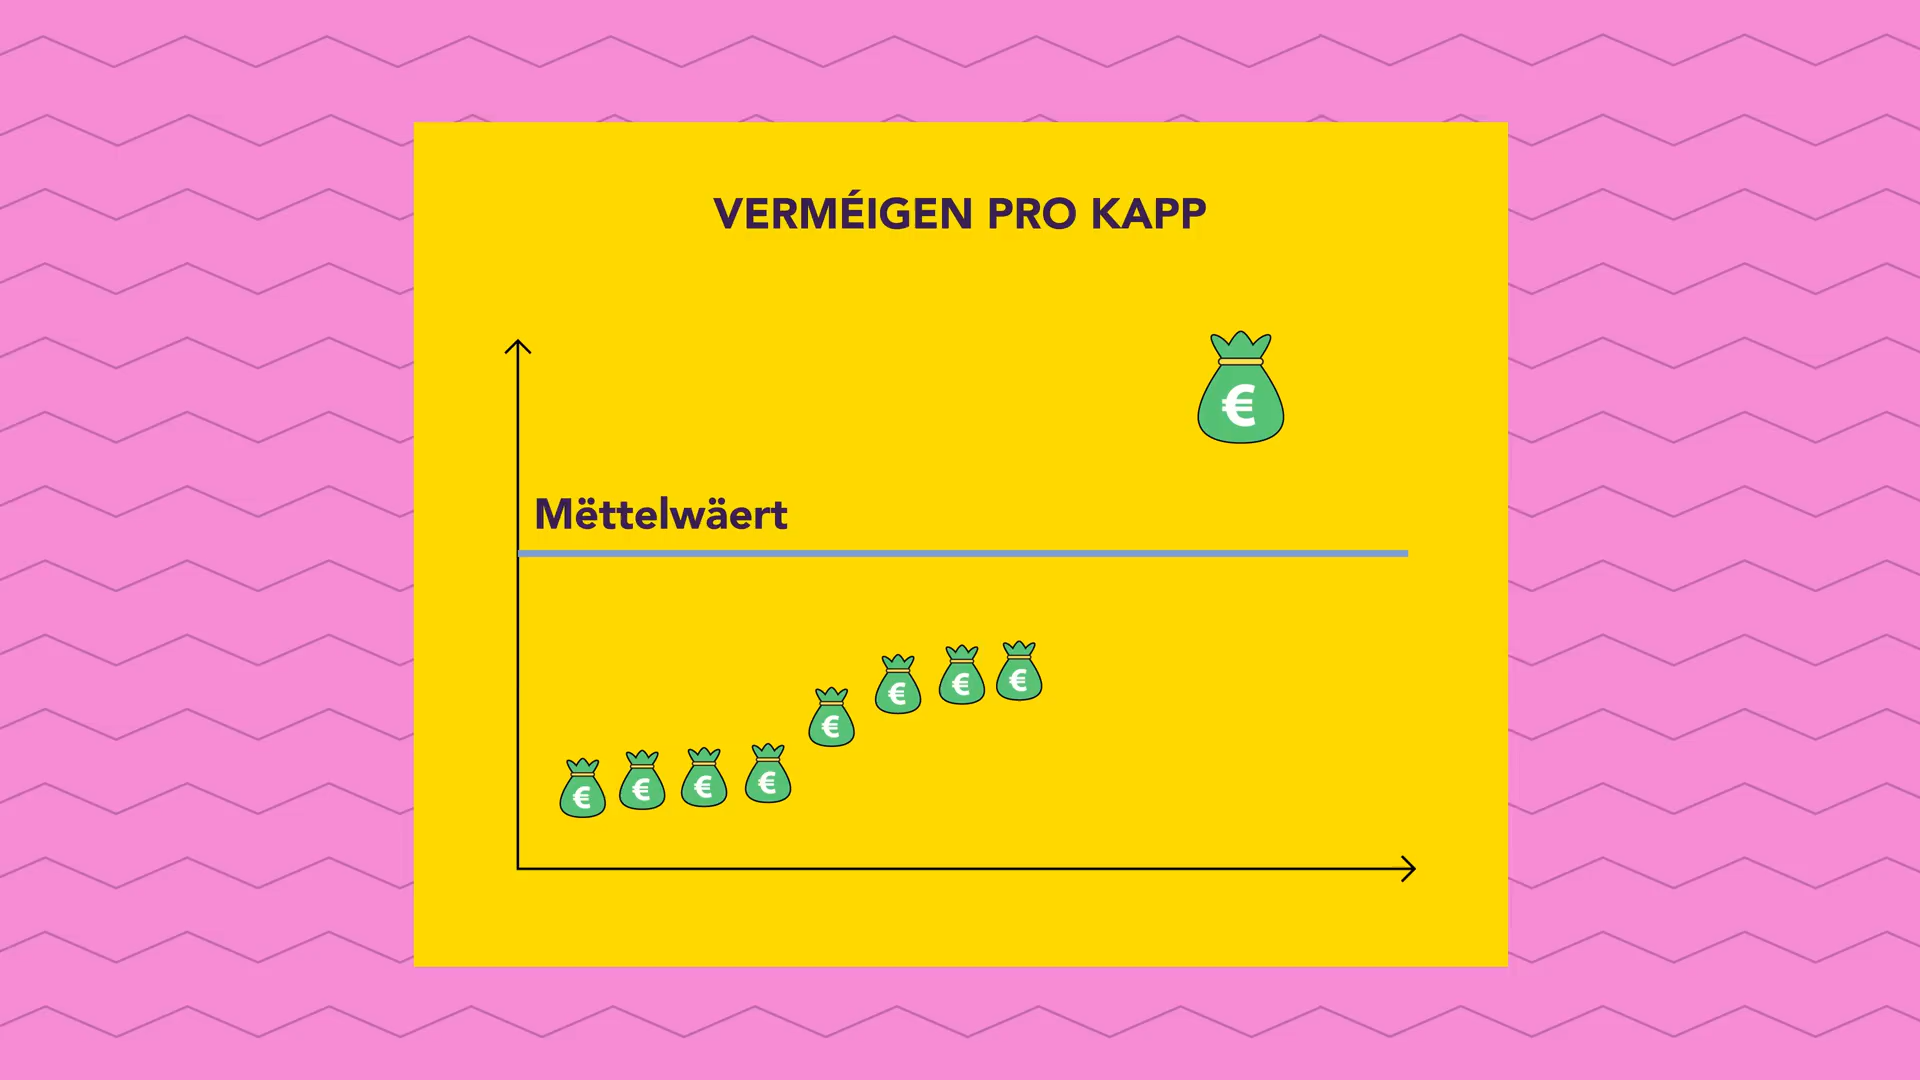 VERMÉIGEN PRO KAPP
€
Mëttelwäert
€ € € € € € € €